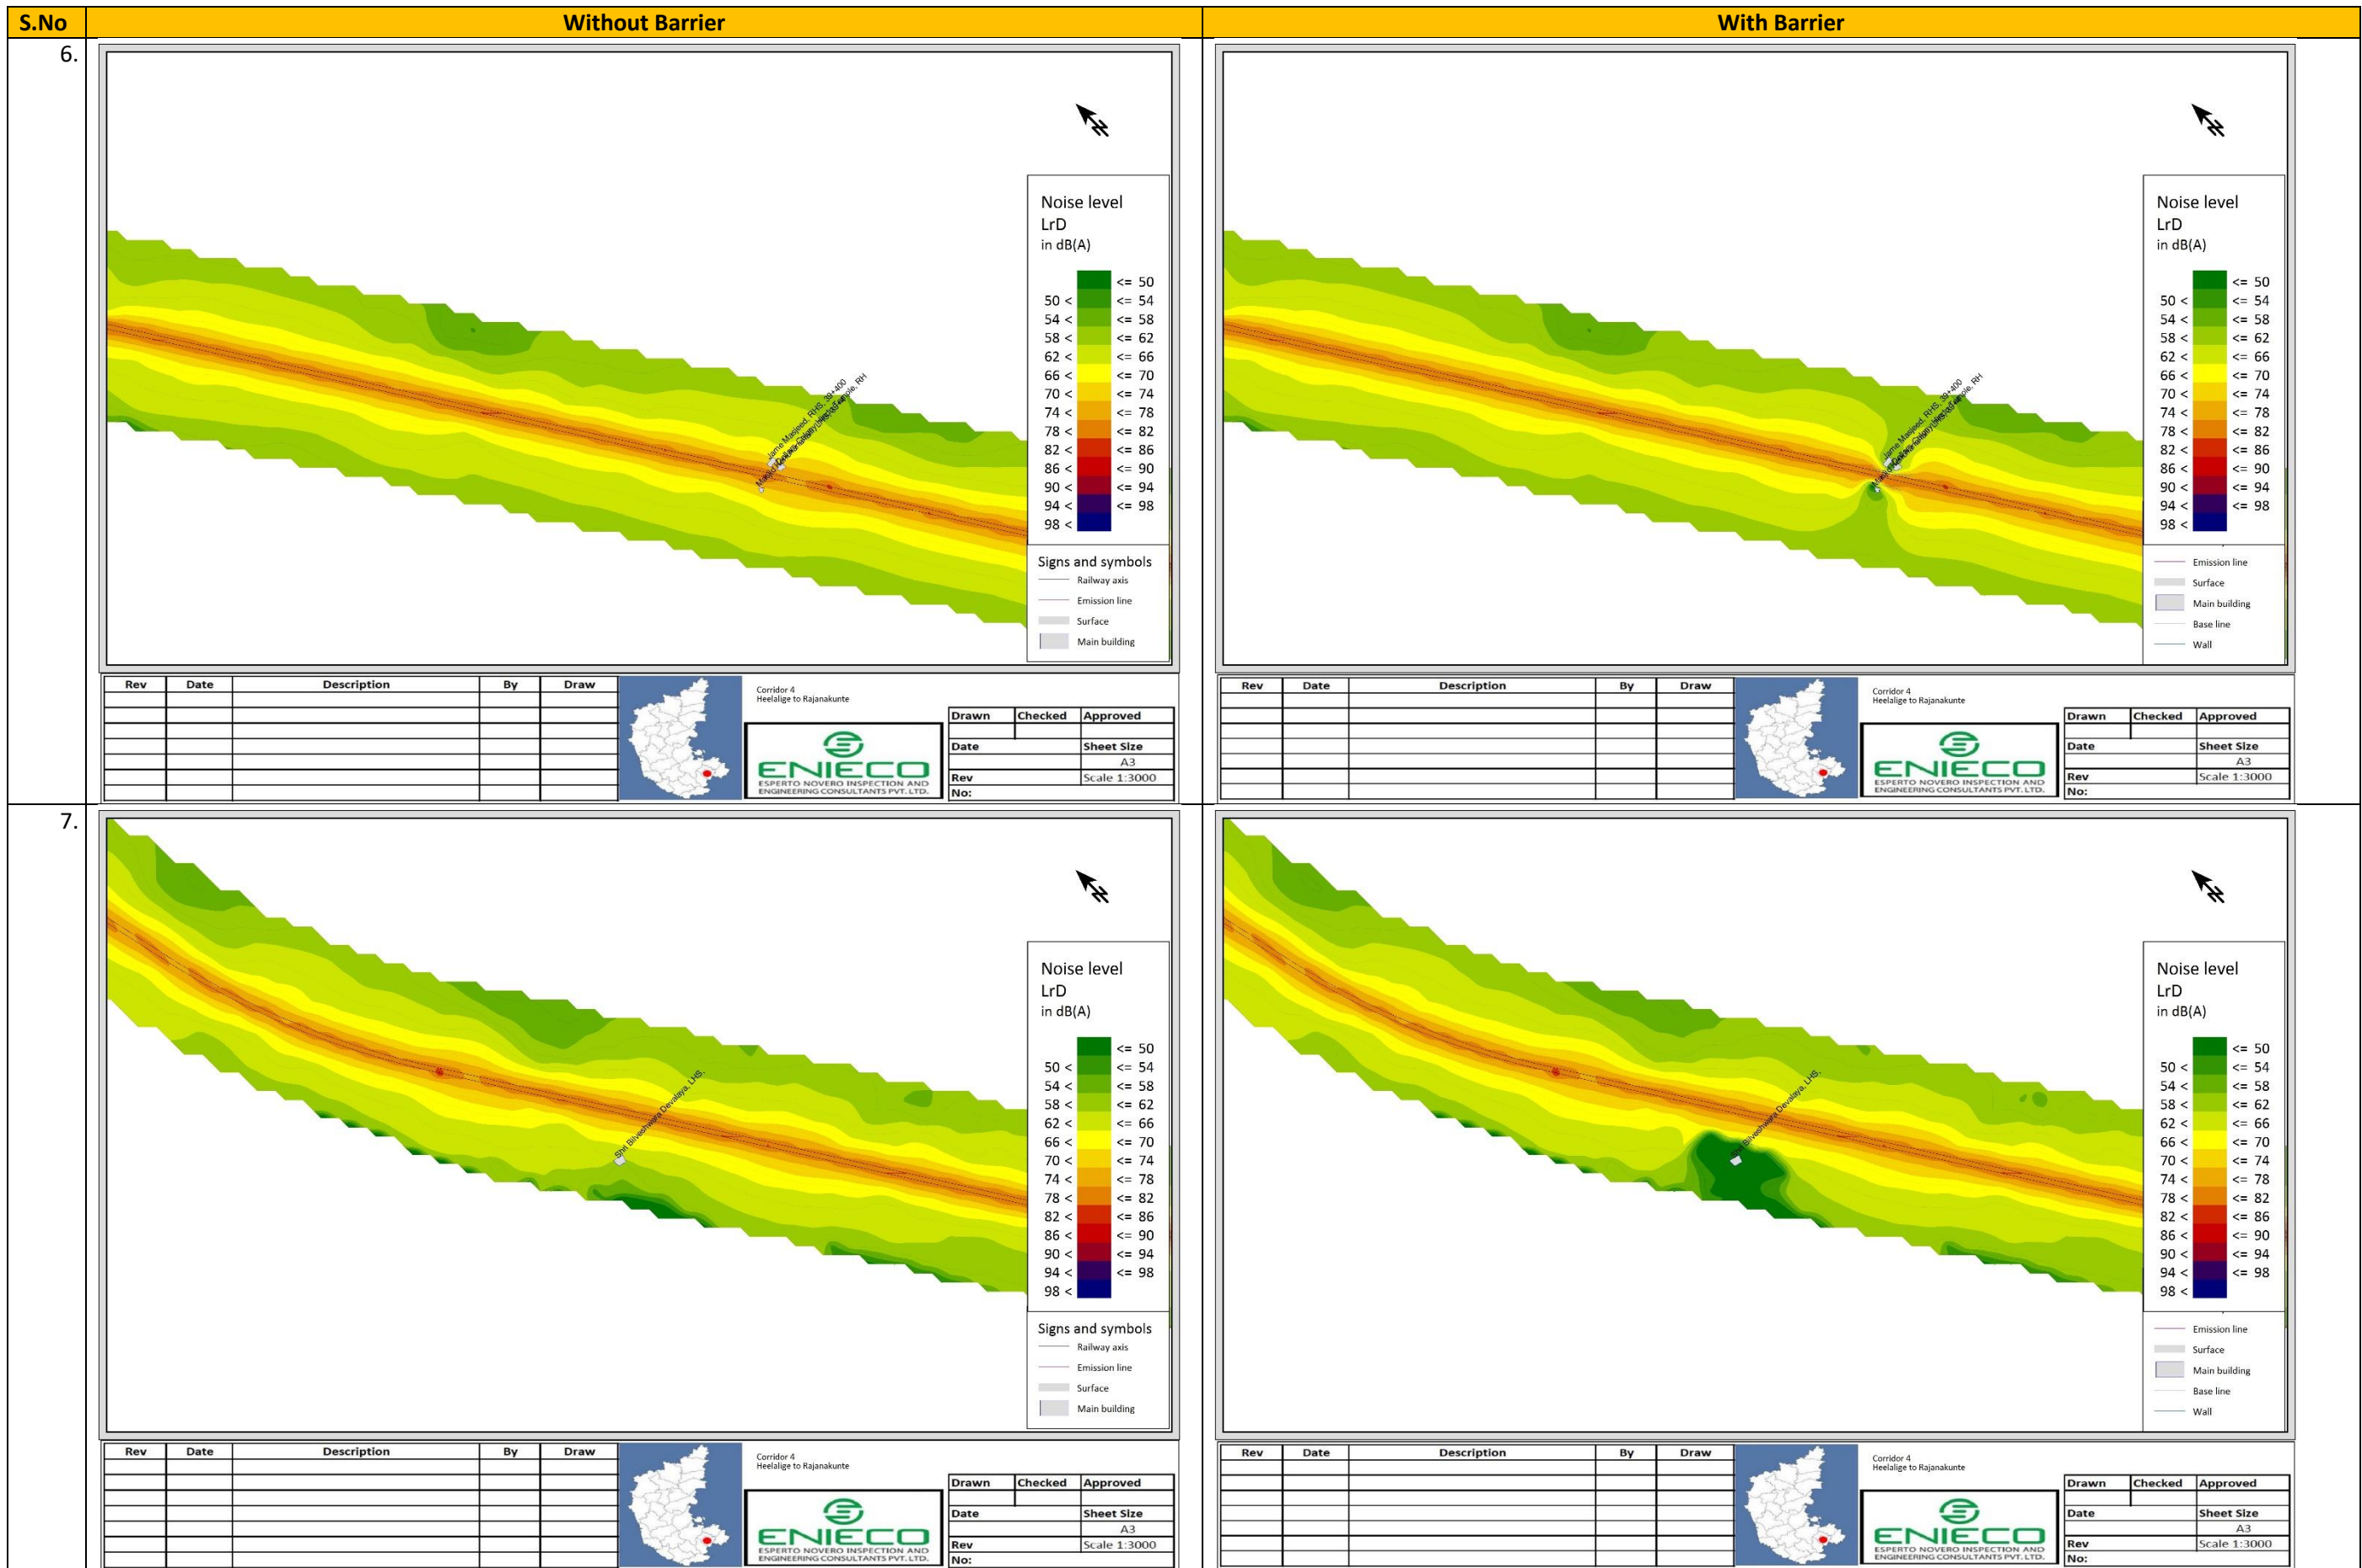 S.No Without Barrier With Barrier
6.
Noise level
LrD
in dB(A)
<= 50
50 < <= 54
54 < <= 58
58 < <= 62
62 < <= 66
66 < <= 70
70 < <= 74
74 < <= 78
78 < <= 82
82 < <= 86
86 < <= 90
90 < <= 94
94 < <= 98
98 <
Signs and symbols
Railway axis
Emission line
Surface
Main building
Jame Masjeed, RHS, 39+400
Temple, RH
Rev Date Description By Draw
Corridor 4
Heelalige to Rajanakunte
ENIECO
ESPERTO NOVERO INSPECTION AND
ENGINEERING CONSULTANTS PVT. LTD.
Drawn Checked Approved
Date Sheet Size
A3
Rev Scale 1:3000
No:
Noise level
LrD
in dB(A)
<= 50
50 < <= 54
54 < <= 58
58 < <= 62
62 < <= 66
66 < <= 70
70 < <= 74
74 < <= 78
78 < <= 82
82 < <= 86
86 < <= 90
90 < <= 94
94 < <= 98
98 <
Emission line
Surface
Main building
Base line
Wall
Jame Masjeed, RHS, 39+400
Temple, RH
Rev Date Description By Draw
Corridor 4
Heelalige to Rajanakunte
ENIECO
ESPERTO NOVERO INSPECTION AND
ENGINEERING CONSULTANTS PVT. LTD.
Drawn Checked Approved
Date Sheet Size
A3
Rev Scale 1:3000
No:
7.
Noise level
LrD
in dB(A)
<= 50
50 < <= 54
54 < <= 58
58 < <= 62
62 < <= 66
66 < <= 70
70 < <= 74
74 < <= 78
78 < <= 82
82 < <= 86
86 < <= 90
90 < <= 94
94 < <= 98
98 <
Signs and symbols
Railway axis
Emission line
Surface
Main building
Shri Bilveshwara Devalaya, LHS,
Rev Date Description By Draw
Corridor 4
Heelalige to Rajanakunte
ENIECO
ESPERTO NOVERO INSPECTION AND
ENGINEERING CONSULTANTS PVT. LTD.
Drawn Checked Approved
Date Sheet Size
A3
Rev Scale 1:3000
No:
Noise level
LrD
in dB(A)
<= 50
50 < <= 54
54 < <= 58
58 < <= 62
62 < <= 66
66 < <= 70
70 < <= 74
74 < <= 78
78 < <= 82
82 < <= 86
86 < <= 90
90 < <= 94
94 < <= 98
98 <
Emission line
Surface
Main building
Base line
Wall
Bilveshwara Devalaya, LHS,
Rev Date Description By Draw
Corridor 4
Heelalige to Rajanakunte
ENIECO
ESPERTO NOVERO INSPECTION AND
ENGINEERING CONSULTANTS PVT. LTD.
Drawn Checked Approved
Date Sheet Size
A3
Rev Scale 1:3000
No: